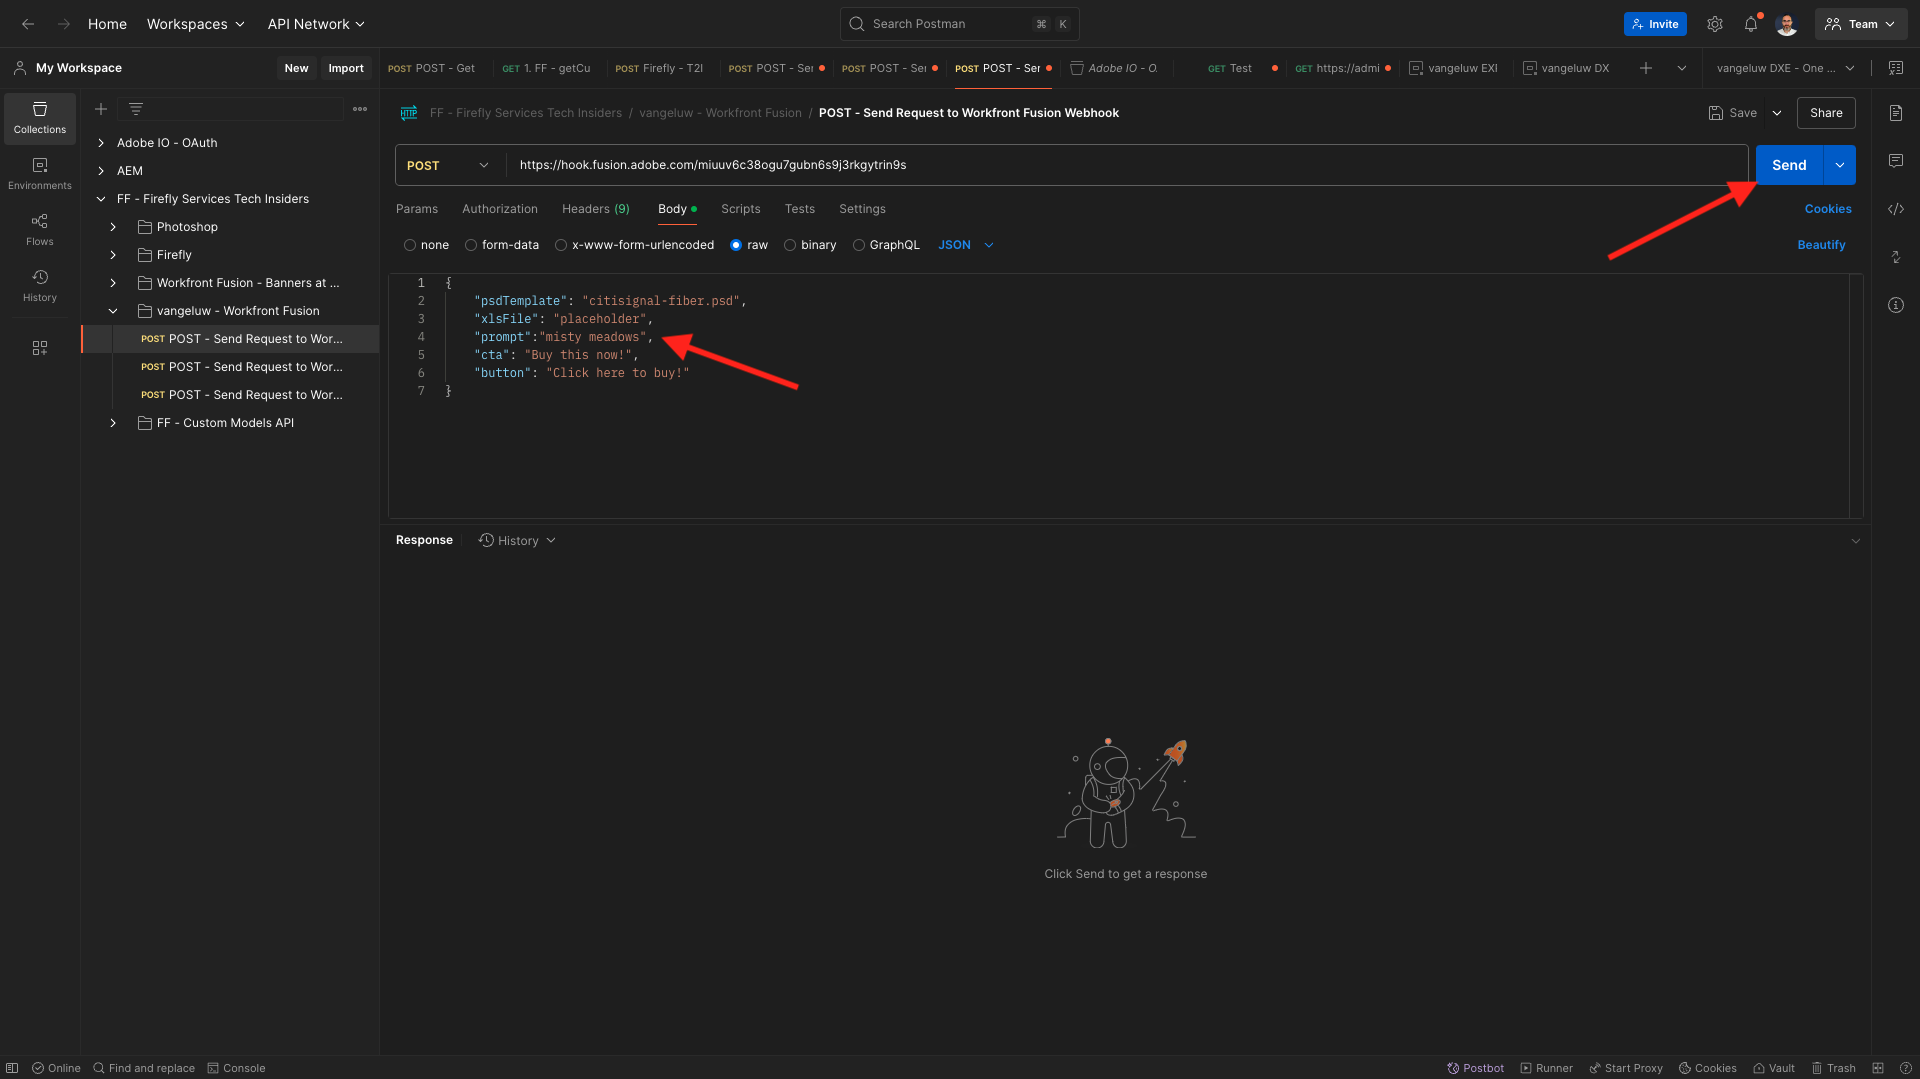 Home Workspaces API Network Search Postman ⌘ K Invite Team
My Workspace New Import POST POST - Get GET 1. FF - getCu POST Firefly - T2I POST POST - Ser POST POST - Ser POST POST - Ser Adobe IO - O. GET Test GET https://admi vangeluw EXI vangeluw DX vangeluw DXE - One ...
Collections
Environments
Flows
History
Adobe IO - OAuth
AEM
FF - Firefly Services Tech Insiders
Photoshop
Firefly
Workfront Fusion - Banners at ...
vangeluw - Workfront Fusion
POST POST - Send Request to Wor...
POST POST - Send Request to Wor...
POST POST - Send Request to Wor...
FF - Custom Models API
HTTP FF - Firefly Services Tech Insiders / vangeluw - Workfront Fusion / POST - Send Request to Workfront Fusion Webhook Save Share
POST https://hook.fusion.adobe.com/miuuv6c38ogu7gubn6s9j3rkgytrin9s Send
Params Authorization Headers (9) Body Scripts Tests Settings Cookies
none form-data x-www-form-urlencoded raw binary GraphQL JSON Beautify
1 {
2 "psdTemplate": "citisignal-fiber.psd",
3 "xlsFile": "placeholder",
4 "prompt":"misty meadows",
5 "cta": "Buy this now!",
6 "button": "Click here to buy!"
7 }
Response History
Click Send to get a response
Online Find and replace Console Postbot Runner Start Proxy Cookies Vault Trash